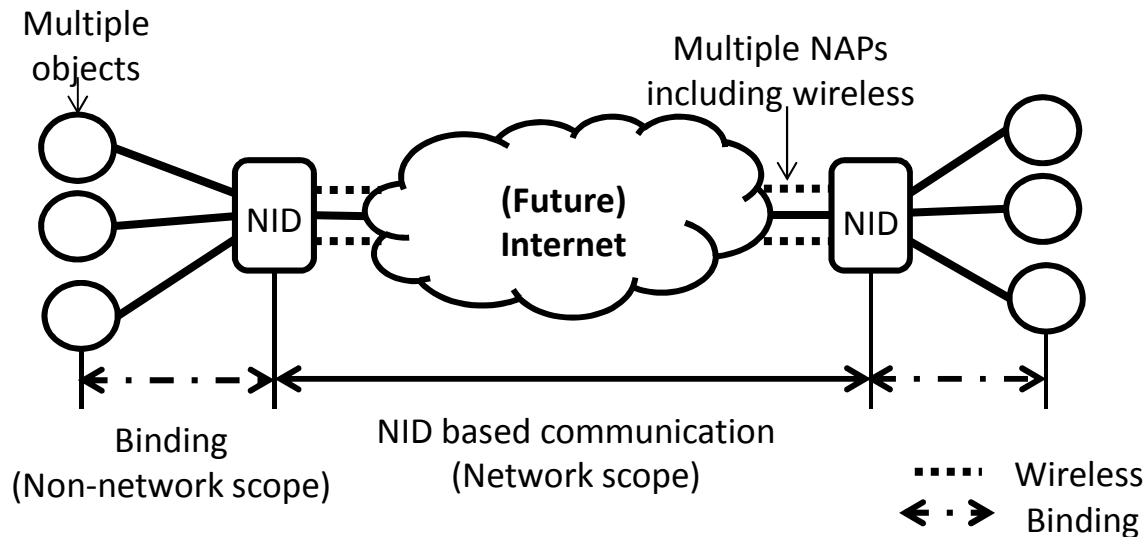 Multiple
objects
Multiple NAPs
including wireless
NID
(Future)
Internet
NID
Binding
(Non-network scope)
NID based communication
(Network scope)
Wireless
Binding